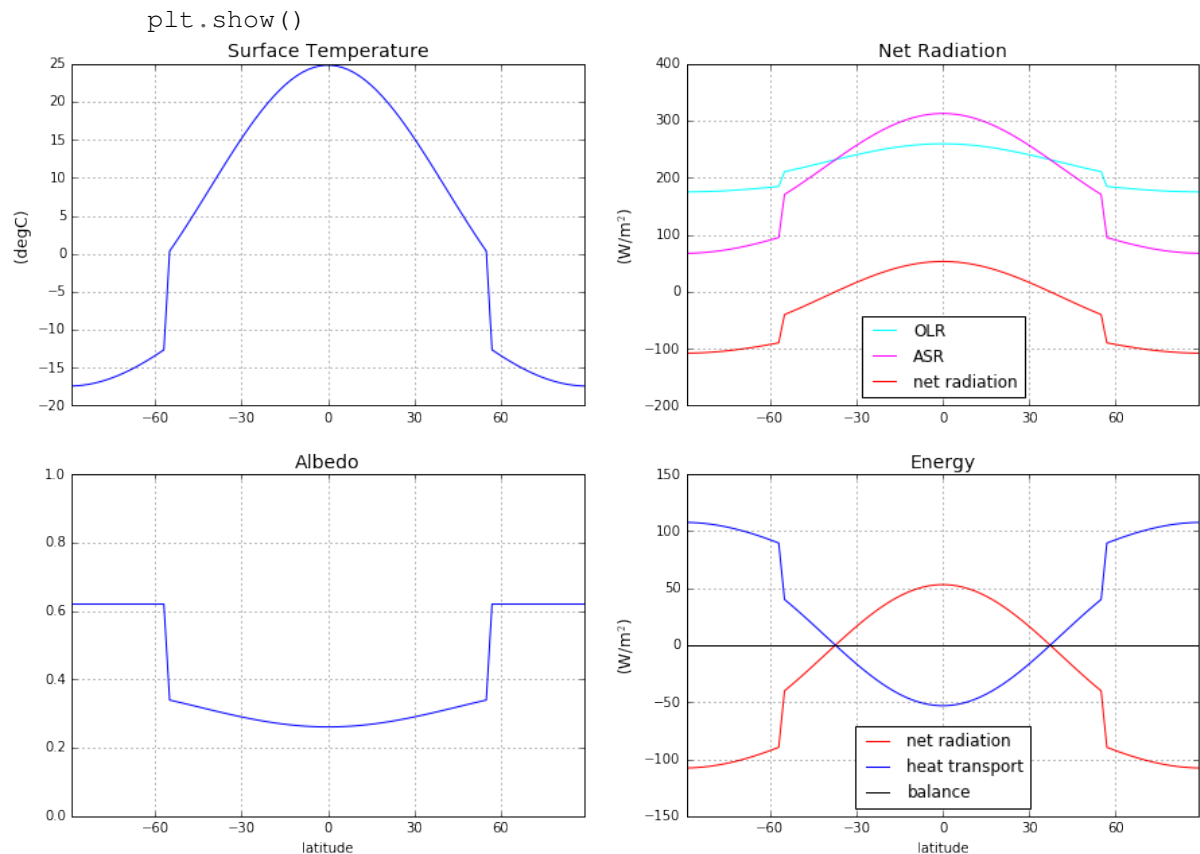 plt.show()
Surface Temperature
25
20
15
10
5
0
−5
−10
−15
−20
(degC)
−60 −30 0 30 60
Net Radiation
400
300
200
100
0
−100
−200
(W/m²)
OLR
ASR
net radiation
−60 −30 0 30 60
Albedo
1.0
0.8
0.6
0.4
0.2
0.0
−60 −30 0 30 60
latitude
Energy
150
100
50
0
−50
−100
−150
(W/m²)
net radiation
heat transport
balance
−60 −30 0 30 60
latitude